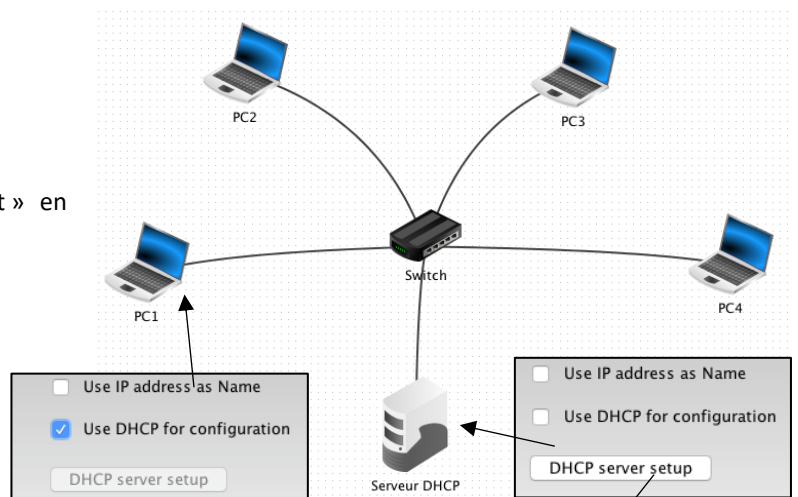 PC2
PC3
t » en
Switch
PC1
PC4
Use IP address as Name
Use DHCP for configuration
DHCP server setup
Serveur DHCP
Use IP address as Name
Use DHCP for configuration
DHCP server setup